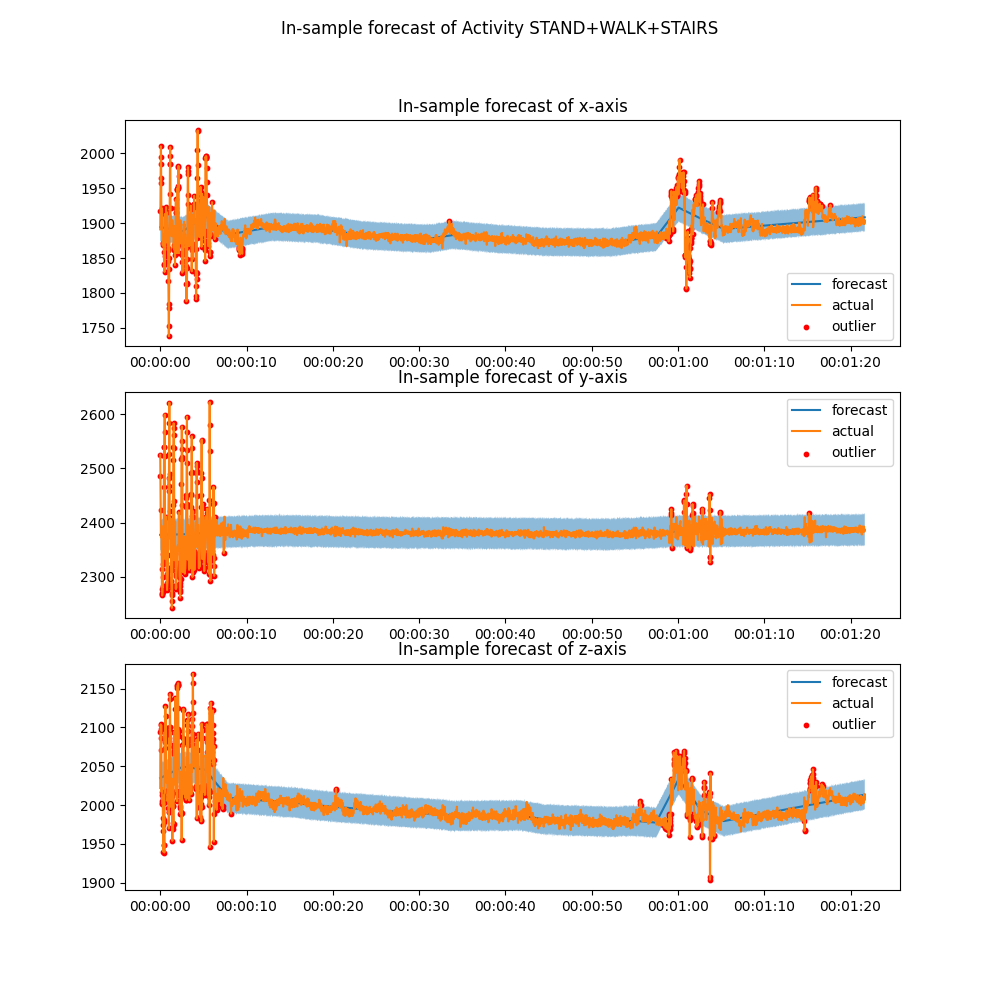 In-sample forecast of Activity STAND+WALK+STAIRS
In-sample forecast of x-axis
2000
1950
1900
1850
1800
1750
forecast
actual
outlier
00:00:00 00:00:10 00:00:20 00:00:30 00:00:40 00:00:50 00:01:00 00:01:10 00:01:20
In-sample forecast of y-axis
2600
2500
2400
2300
forecast
actual
outlier
00:00:00 00:00:10 00:00:20 00:00:30 00:00:40 00:00:50 00:01:00 00:01:10 00:01:20
In-sample forecast of z-axis
2150
2100
2050
2000
1950
1900
forecast
actual
outlier
00:00:00 00:00:10 00:00:20 00:00:30 00:00:40 00:00:50 00:01:00 00:01:10 00:01:20